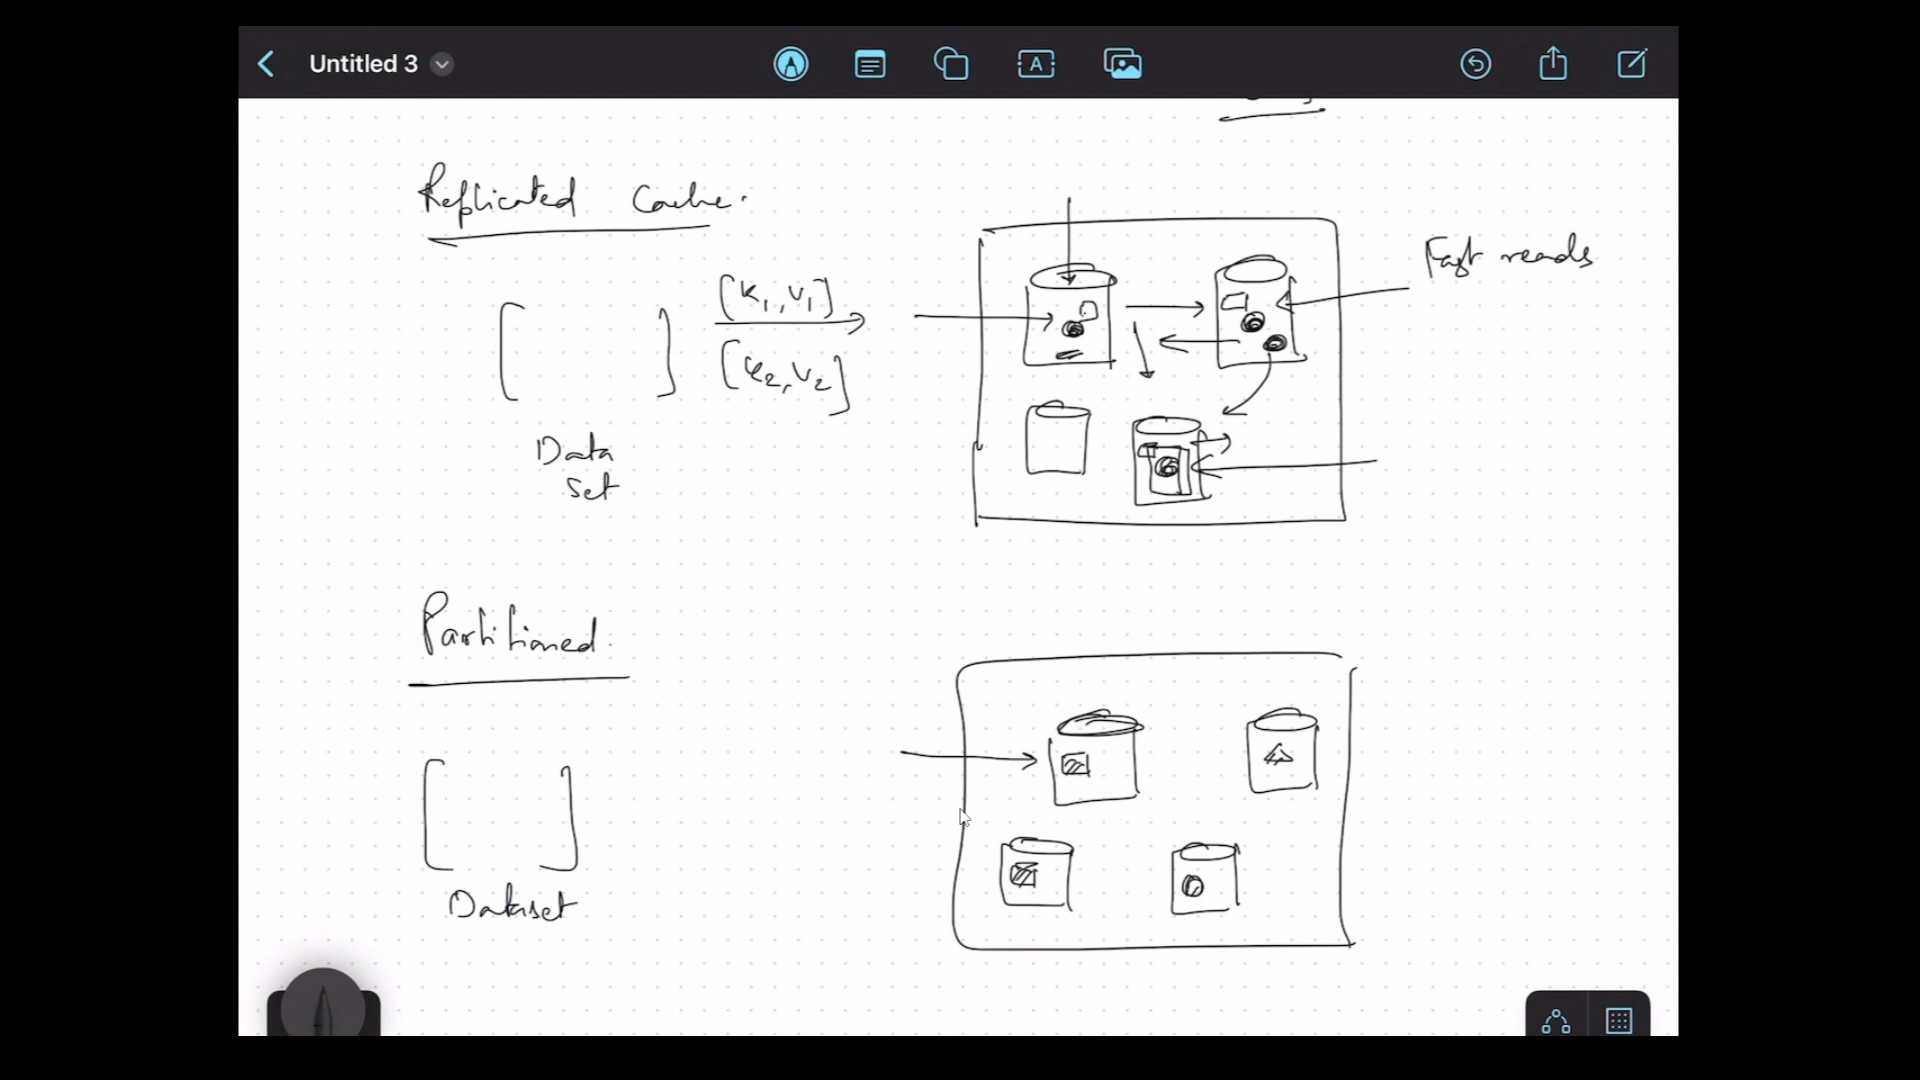 Untitled 3
A
Replicated Cache.
Fast reads
[K1, V1]
[K2, V2]
Data
Set
Partitioned.
Dataset